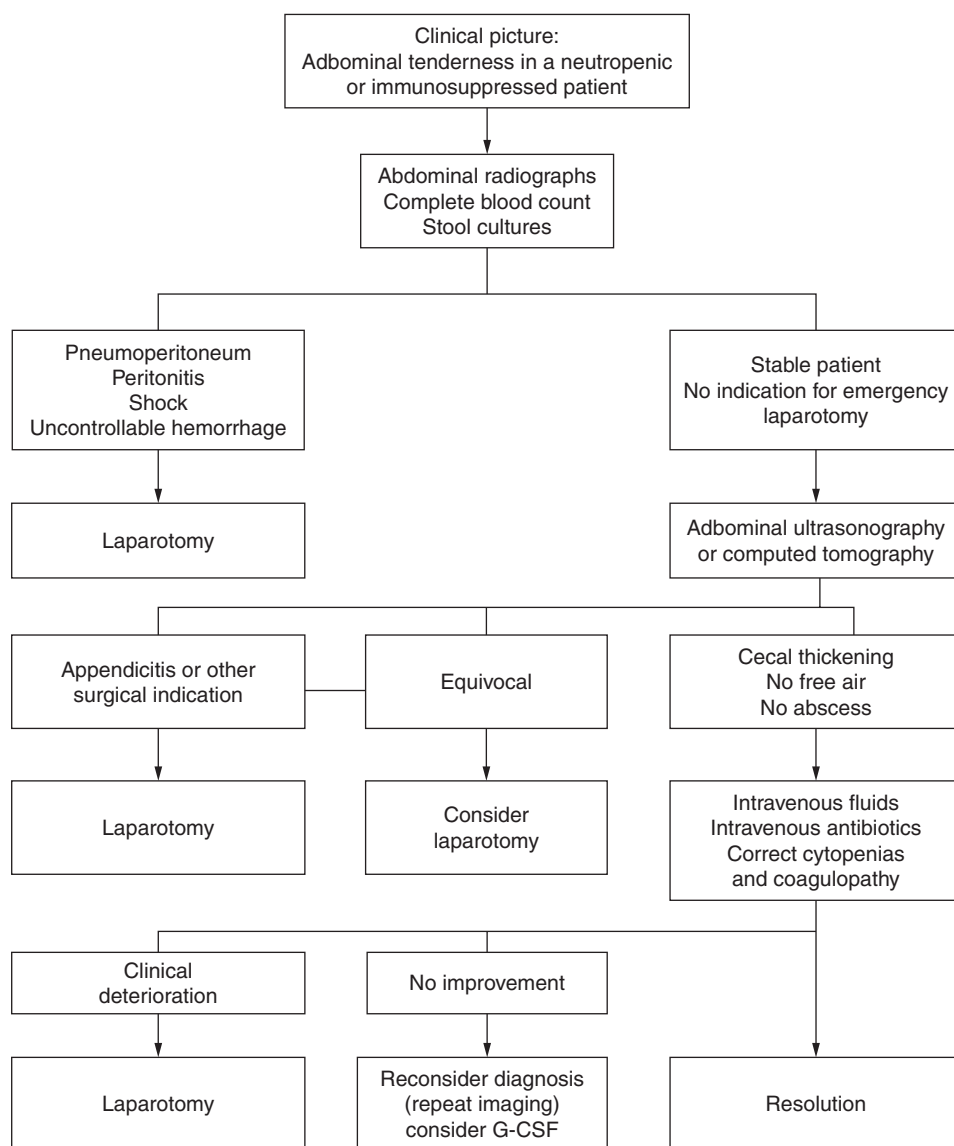 Clinical picture:
Adbominal tenderness in a neutropenic
or immunosuppressed patient
Abdominal radiographs
Complete blood count
Stool cultures
Pneumoperitoneum
Peritonitis
Shock
Uncontrollable hemorrhage
Stable patient
No indication for emergency
laparotomy
Laparotomy
Adbominal ultrasonography
or computed tomography
Appendicitis or other
surgical indication
Equivocal
Cecal thickening
No free air
No abscess
Laparotomy
Consider
laparotomy
Intravenous fluids
Intravenous antibiotics
Correct cytopenias
and coagulopathy
Clinical
deterioration
No improvement
Laparotomy
Reconsider diagnosis
(repeat imaging)
consider G-CSF
Resolution